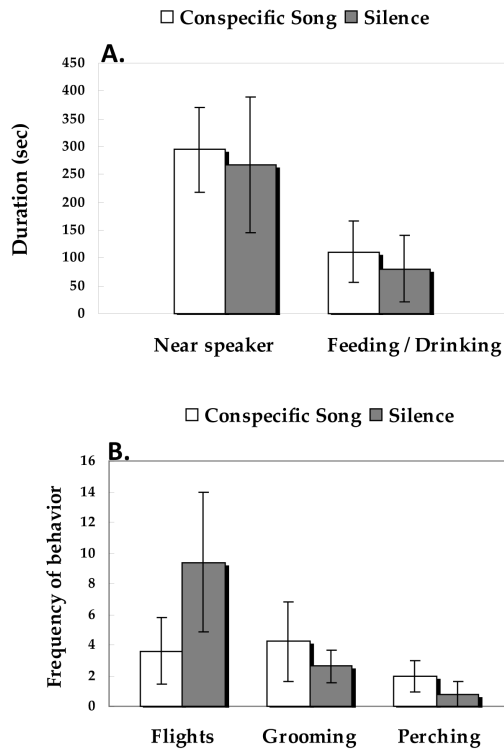 Conspecific Song Silence
A.
450
400
350
300
250
200
150
100
50
0
Duration (sec)
Near speaker Feeding / Drinking
Conspecific Song Silence
B.
16
14
12
10
8
6
4
2
0
Frequency of behavior
Flights Grooming Perching